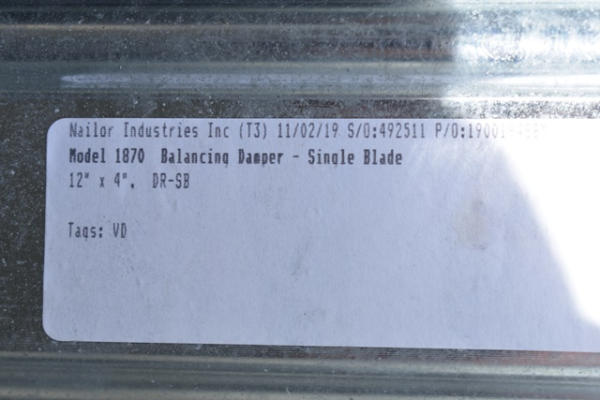 Nailor Industries Inc (T3) 11/02/19 S/O:492511
Model 1870 Balancing Damper - Single Blade
12" x 4", DR-SB
Tags: VD